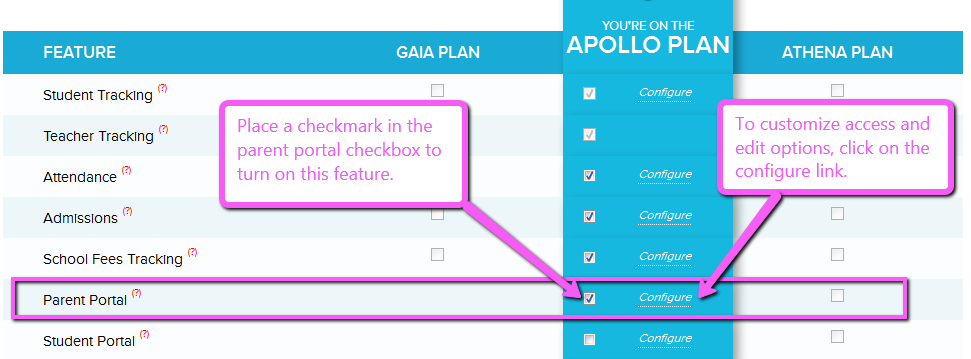 YOU'RE ON THE
FEATURE GAIA PLAN APOLLO PLAN ATHENA PLAN
Student Tracking (?) Configure
Place a checkmark in the
parent portal checkbox to
turn on this feature.
To customize access and
edit options, click on the
configure link.
Teacher Tracking (?)
Attendance (?) Configure
Admissions (?) Configure
School Fees Tracking (?) Configure
Parent Portal (?) Configure
Student Portal (?) Configure